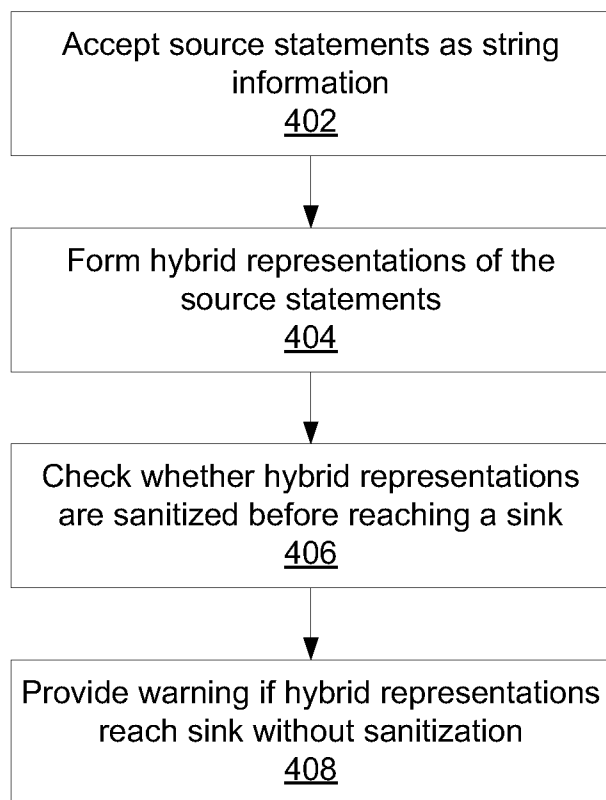 Accept source statements as string
information
402
Form hybrid representations of the
source statements
404
Check whether hybrid representations
are sanitized before reaching a sink
406
Provide warning if hybrid representations
reach sink without sanitization
408